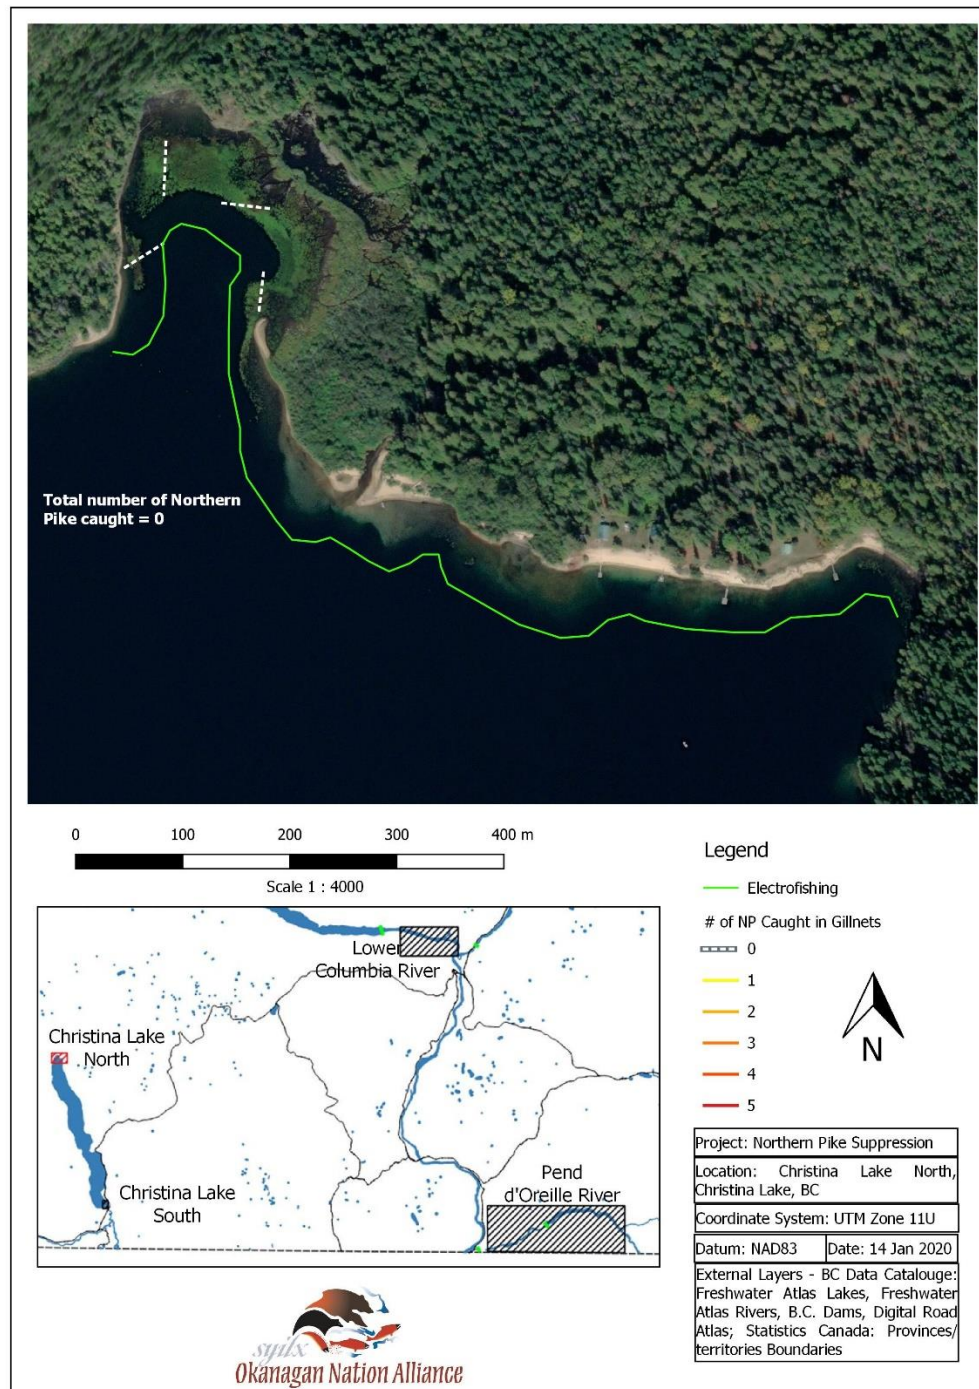 Total number of Northern
Pike caught = 0
0 100 200 300 400 m
Scale 1 : 4000
Legend
Electrofishing
# of NP Caught in Gillnets
0
1
2
3
4
5
N
Lower
Columbia River
Christina Lake
North
Christina Lake
South
Pend
d'Oreille River
Project: Northern Pike Suppression
Location: Christina Lake North,
Christina Lake, BC
Coordinate System: UTM Zone 11U
Datum: NAD83 Date: 14 Jan 2020
External Layers - BC Data Catalouge:
Freshwater Atlas Lakes, Freshwater
Atlas Rivers, B.C. Dams, Digital Road
Atlas; Statistics Canada: Provinces/
territories Boundaries
syilx
Okanagan Nation Alliance